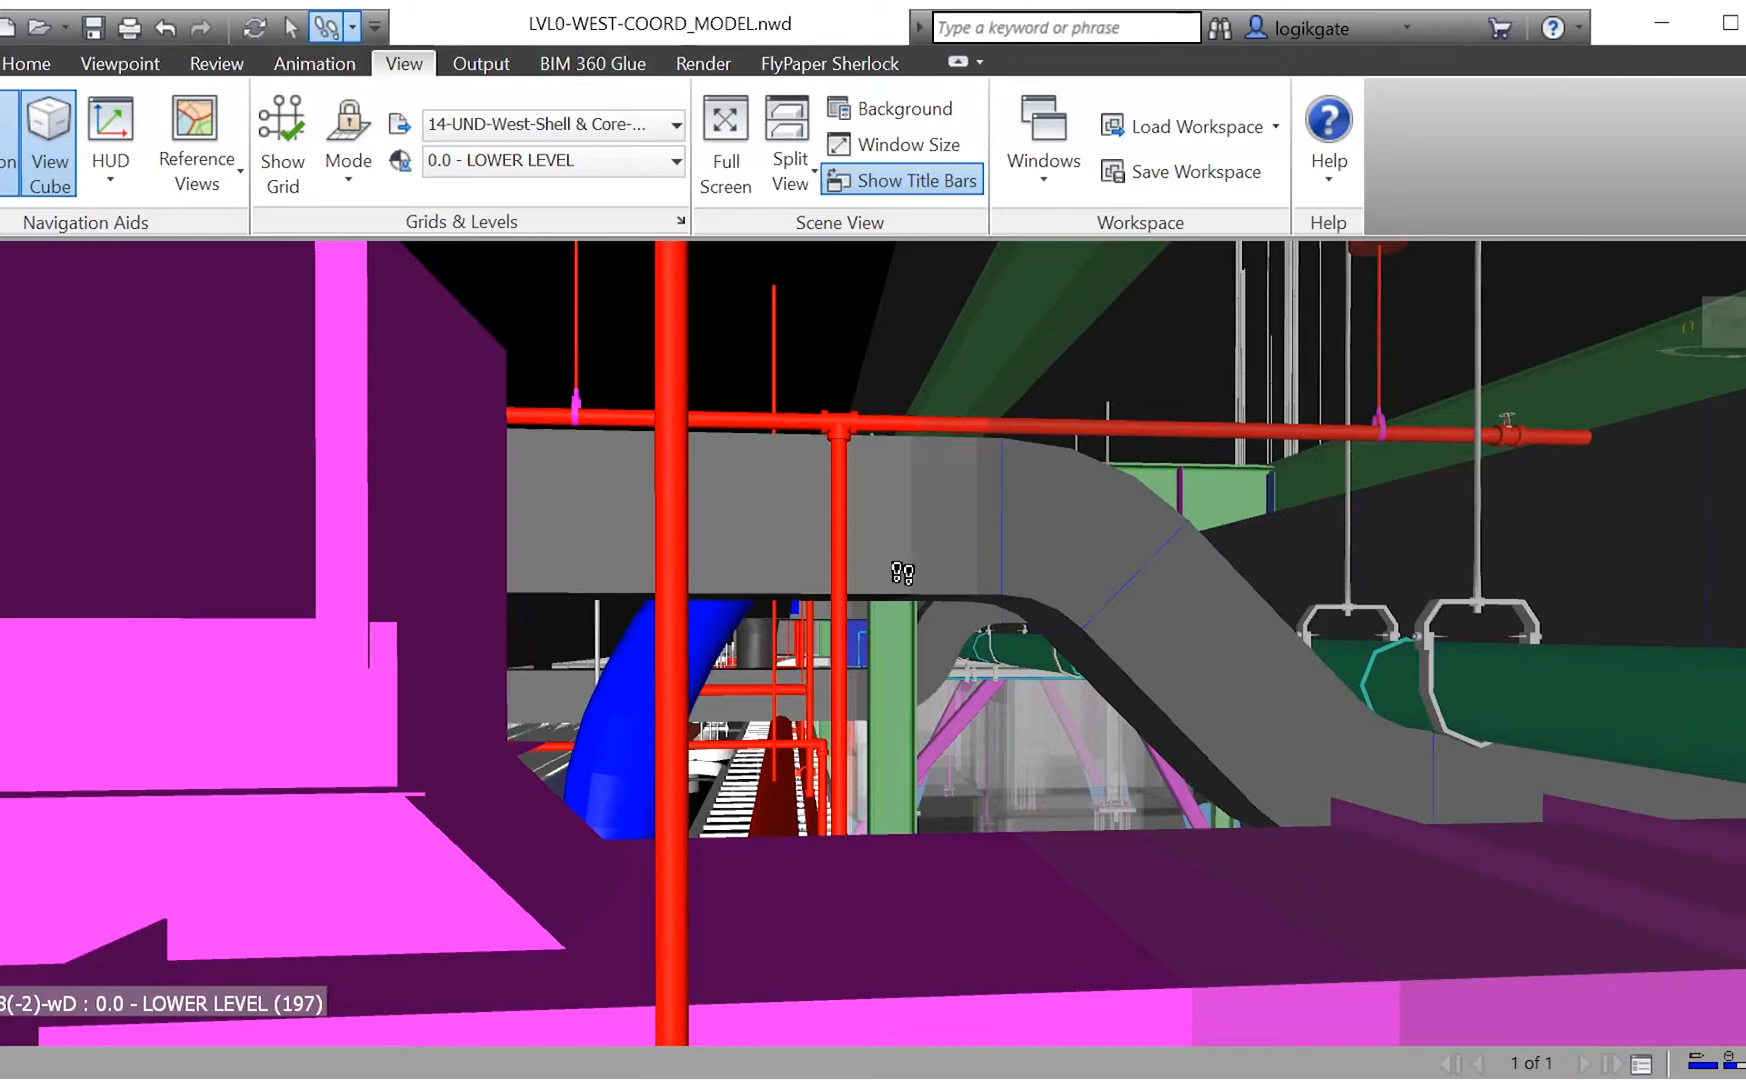 LVL0-WEST-COORD_MODEL.nwd
Type a keyword or phrase
logikgate
Home Viewpoint Review Animation View Output BIM 360 Glue Render FlyPaper Sherlock
View Cube
HUD
Reference Views
Navigation Aids
Show Grid
Mode
14-UND-West-Shell & Core-...
0.0 - LOWER LEVEL
Grids & Levels
Full Screen
Split View
Background
Window Size
Show Title Bars
Scene View
Windows
Load Workspace
Save Workspace
Workspace
Help
Help
(-2)-wD : 0.0 - LOWER LEVEL (197)
1 of 1